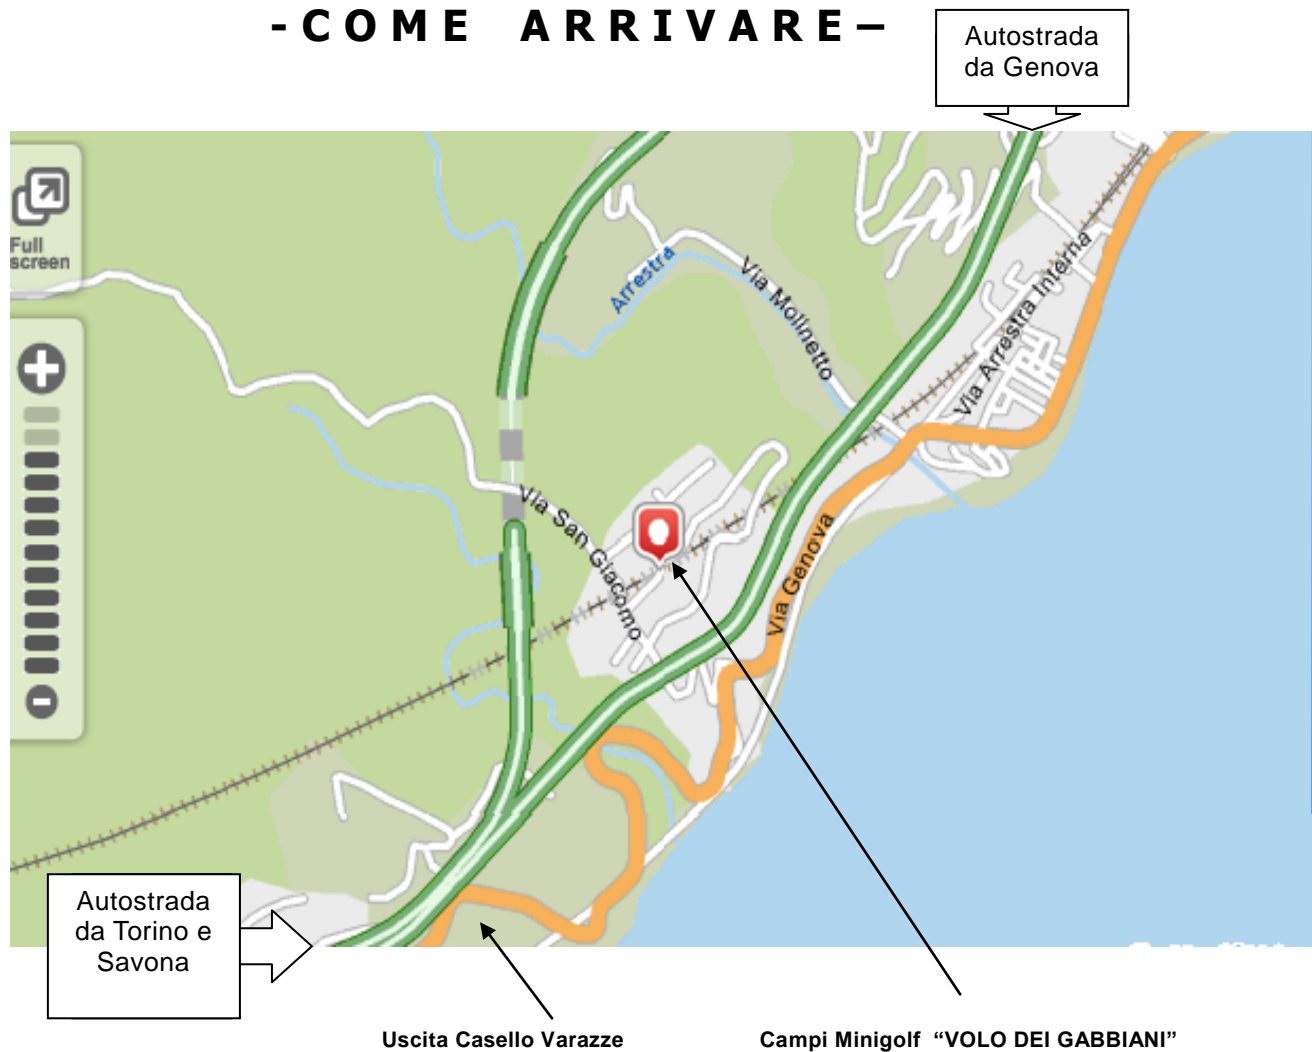 -COME ARRIVARE–
Autostrada
da Genova
Full
screen
Arrestra
Via Molinetto
Via Arrestra Interna
Via San Giacomo
Via Genova
Autostrada
da Torino e
Savona
Uscita Casello Varazze
Campi Minigolf “VOLO DEI GABBIANI”